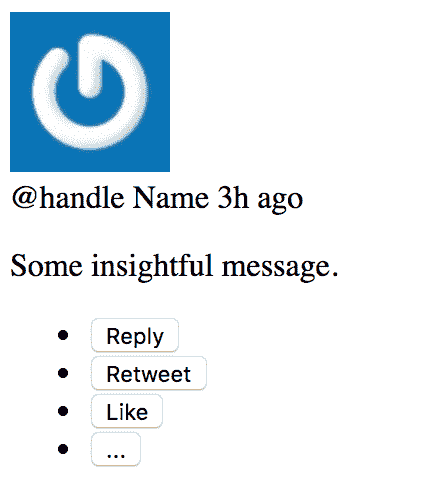 @handle Name 3h ago
Some insightful message.
Reply
Retweet
Like
...